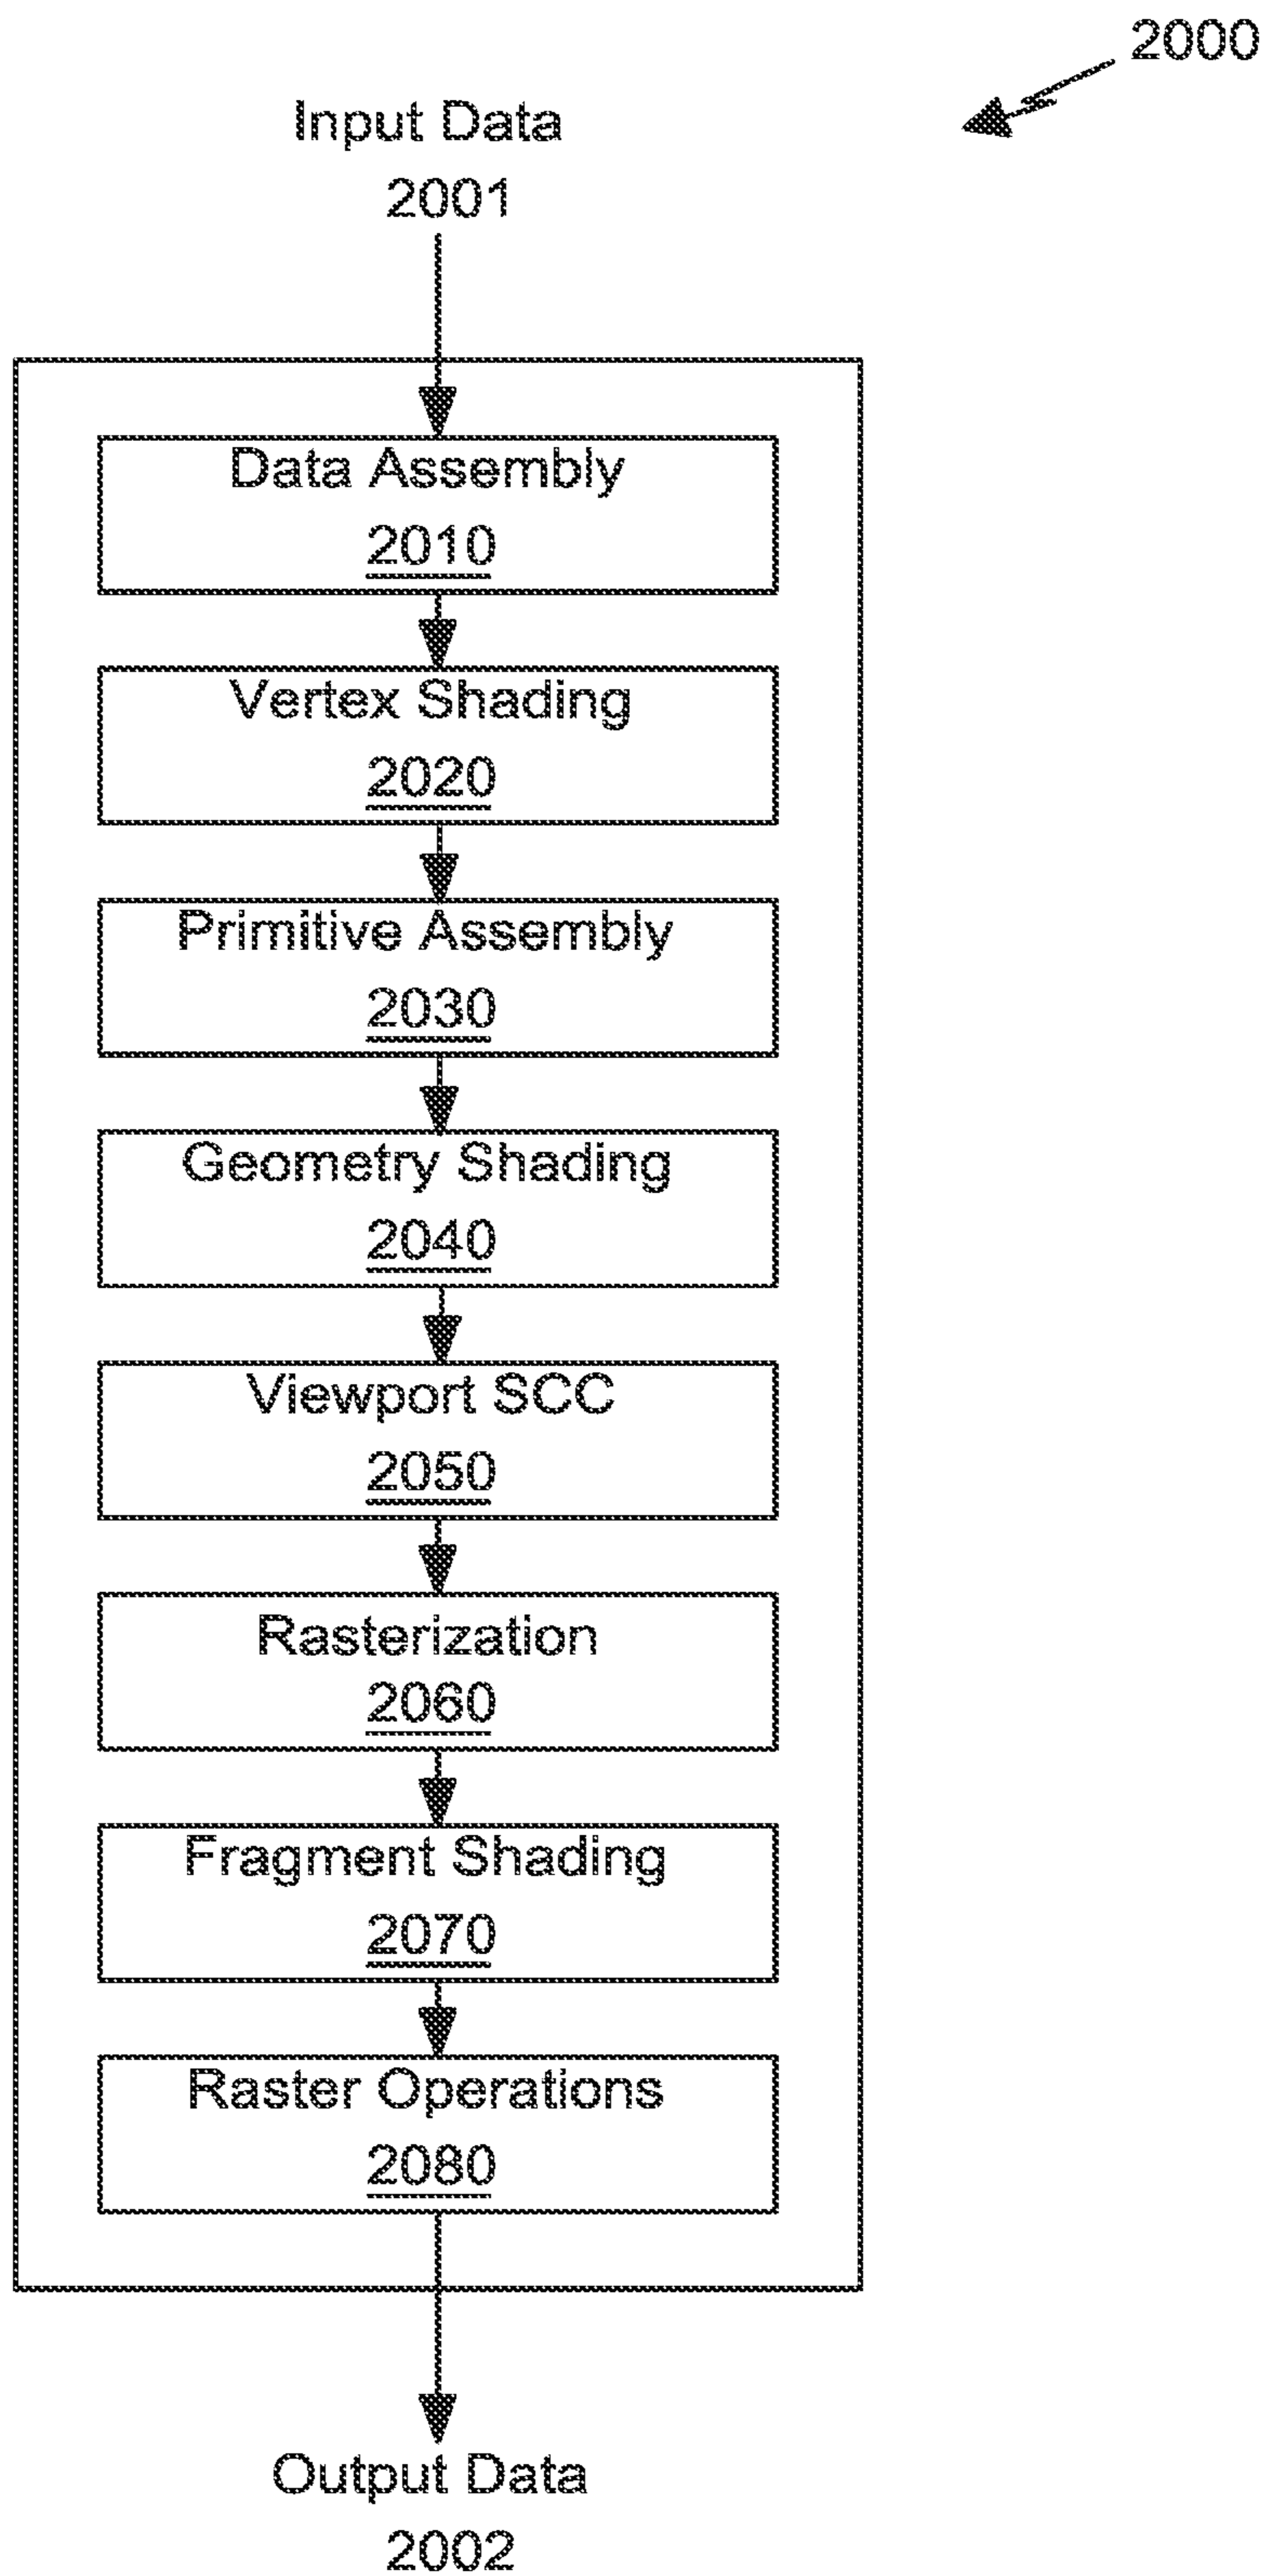 2000
Input Data
2001
Data Assembly
2010
Vertex Shading
2020
Primitive Assembly
2030
Geometry Shading
2040
Viewport SCC
2050
Rasterization
2060
Fragment Shading
2070
Raster Operations
2080
Output Data
2002